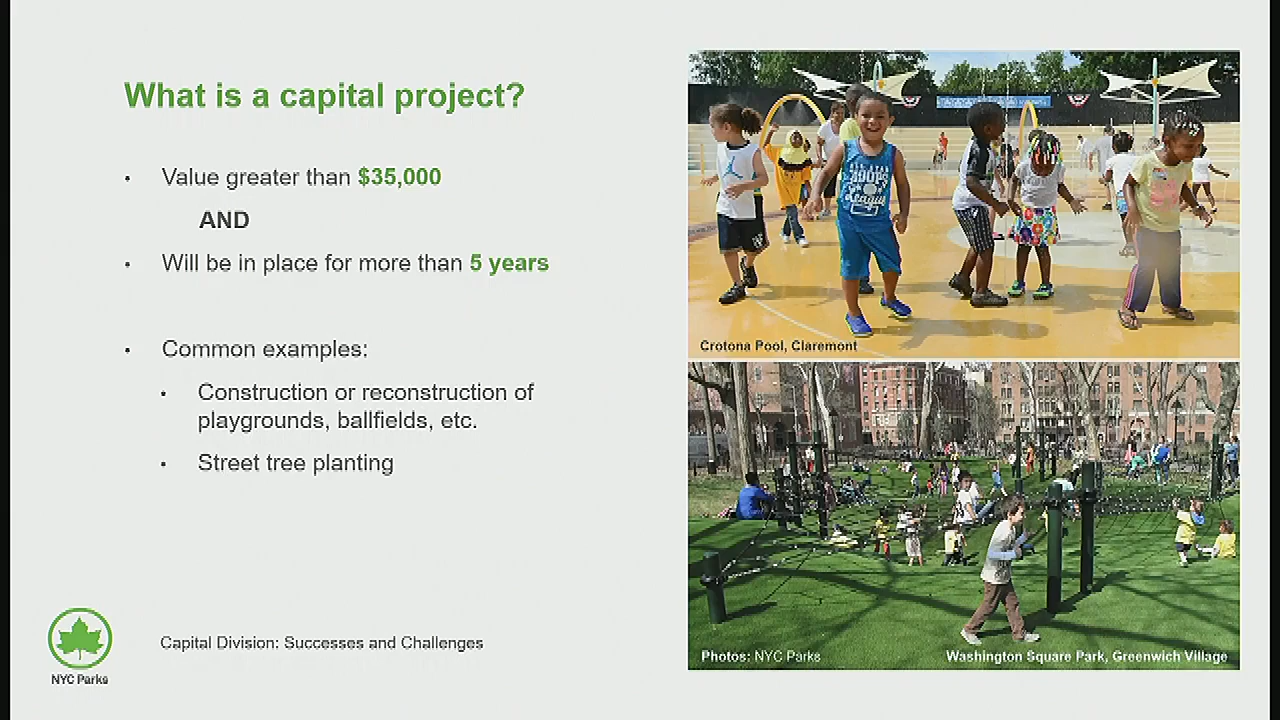 What is a capital project?
• Value greater than $35,000
AND
• Will be in place for more than 5 years
• Common examples:
• Construction or reconstruction of
playgrounds, ballfields, etc.
• Street tree planting
Crotona Pool, Claremont
Photos: NYC Parks
Washington Square Park, Greenwich Village
NYC Parks
Capital Division: Successes and Challenges